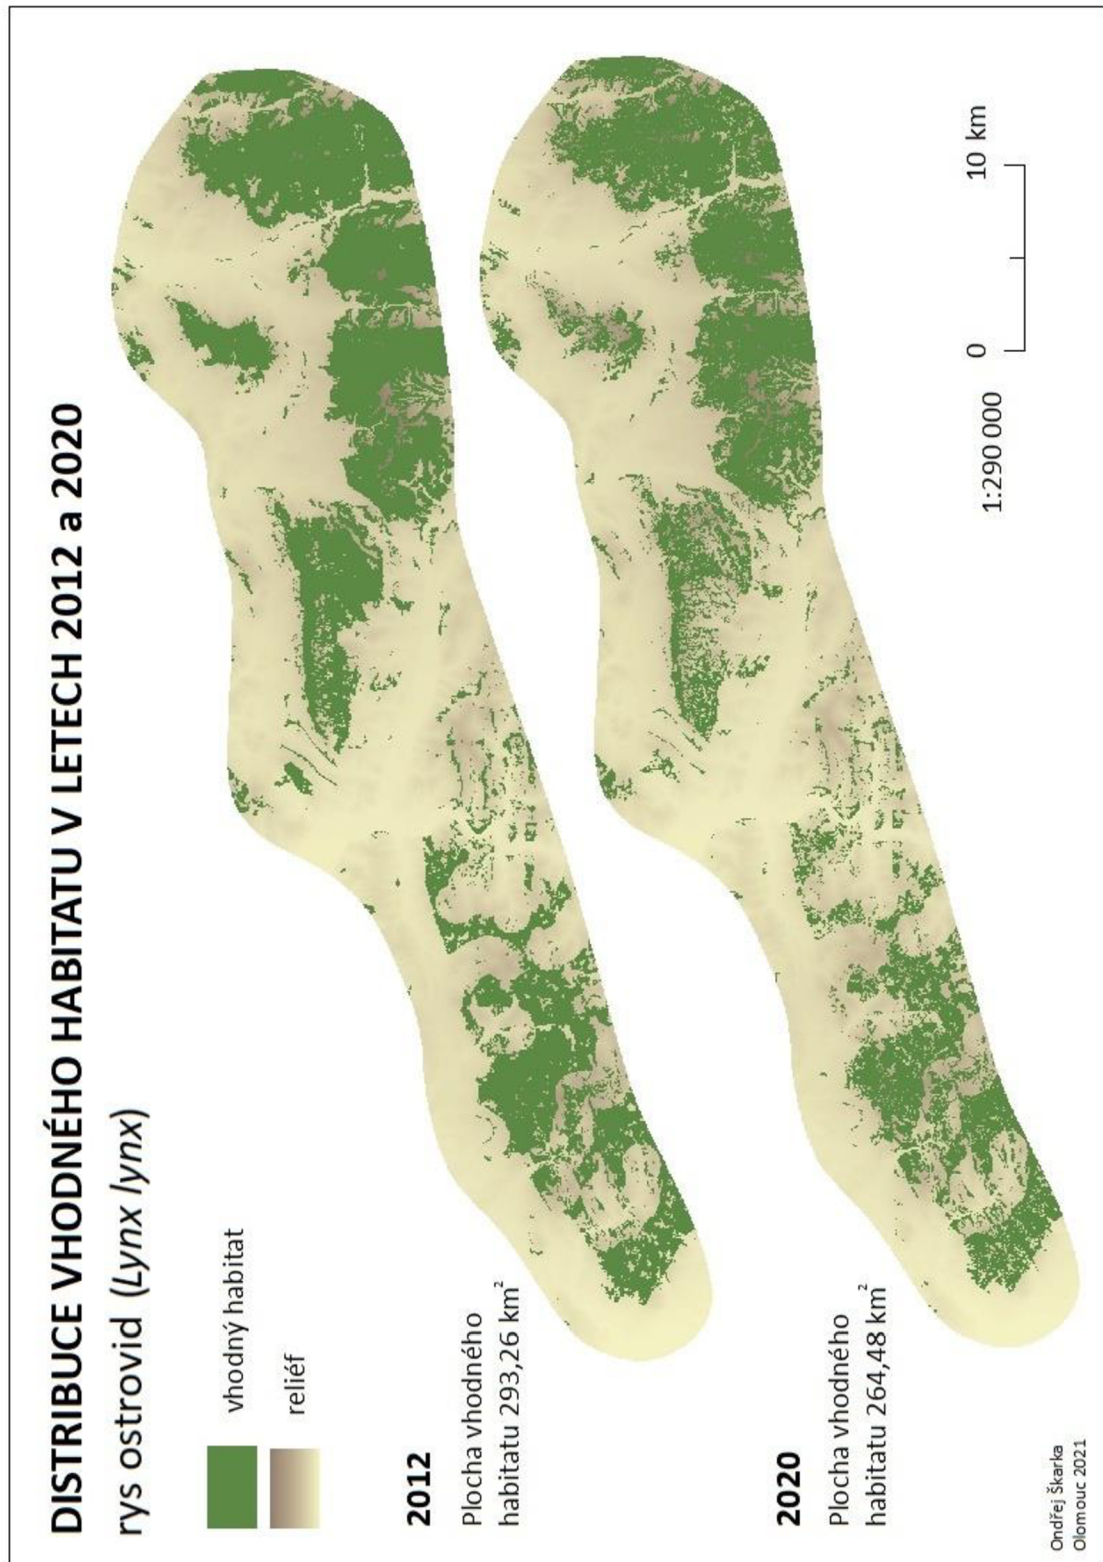 DISTRIBUCE VHODNÉHO HABITATU V LETECH 2012 a 2020
rys ostrovid (Lynx lynx)
vhodný habitat
reliéf
2012
Plocha vhodného
habitatu 293,26 km²
2020
Plocha vhodného
habitatu 264,48 km²
1:290 000
0
10 km
Ondřej Škarka
Olomouc 2021